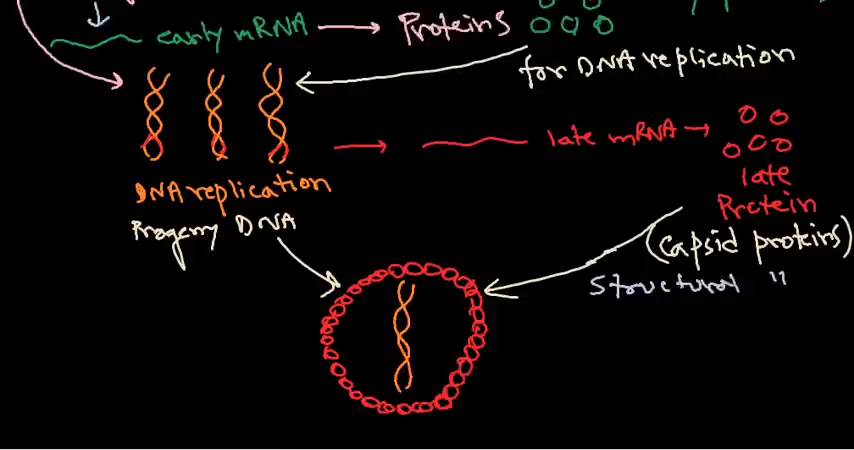 early mRNA
Proteins
for DNA replication
late mRNA
late
Protein
DNA replication
Progeny DNA
(capsid proteins)
Structural "